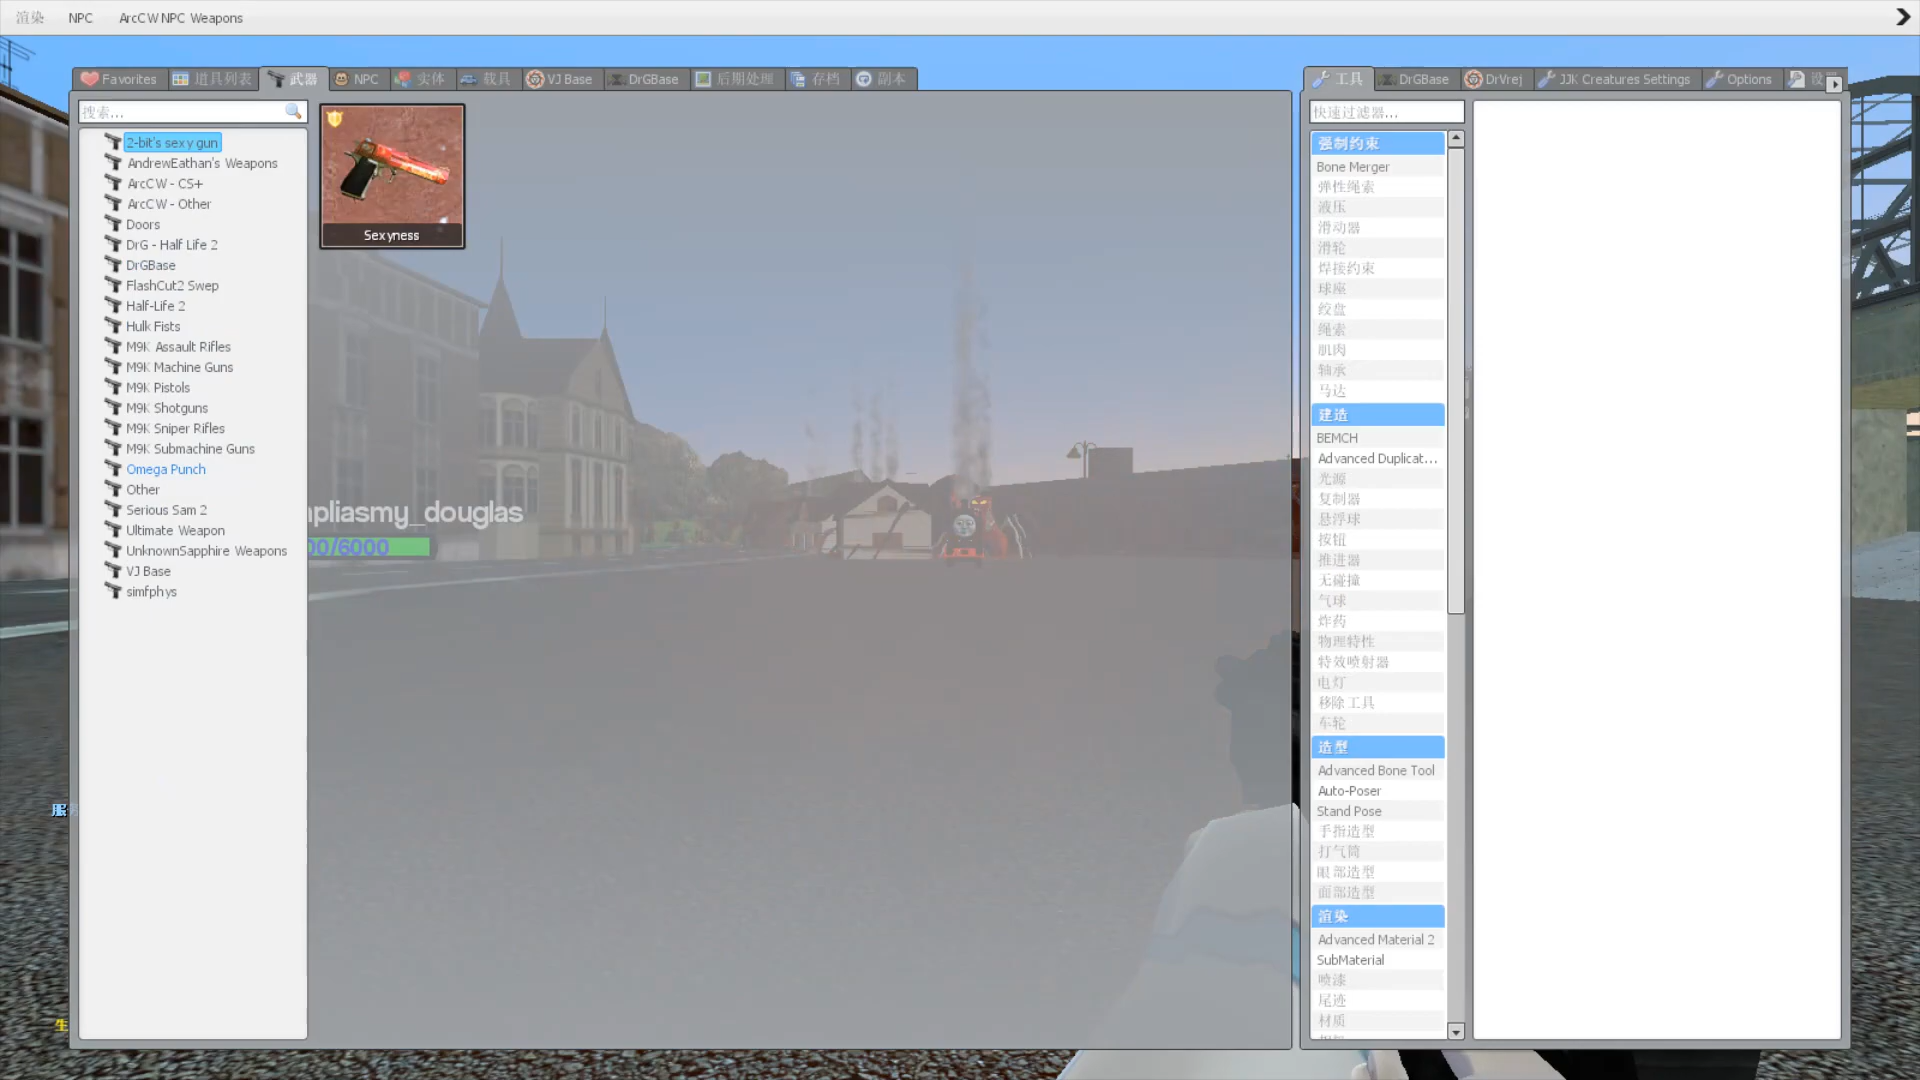 渲染 NPC ArcCW NPC Weapons
Favorites 道具列表 武器 NPC 实体 载具 VJ Base DrGBase 后期处理 存档 副本
搜索...
2-bit's sexy gun
AndrewEathan's Weapons
ArcCW - CS+
ArcCW - Other
Doors
DrG - Half Life 2
DrGBase
FlashCut2 Swep
Half-Life 2
Hulk Fists
M9K Assault Rifles
M9K Machine Guns
M9K Pistols
M9K Shotguns
M9K Sniper Rifles
M9K Submachine Guns
Omega Punch
Other
Serious Sam 2
Ultimate Weapon
UnknownSapphire Weapons
VJ Base
simfphys
Sexyness
npliasmy_douglas
00/6000
服
生
工具 DrGBase DrVrej JJK Creatures Settings Options 设
快速过滤器...
强制约束
Bone Merger
弹性绳索
液压
滑动器
滑轮
焊接约束
球座
绞盘
绳索
肌肉
轴承
马达
建造
BEMCH
Advanced Duplicat...
光源
复制器
悬浮球
按钮
推进器
无碰撞
气球
炸药
物理特性
特效喷射器
电灯
移除工具
车轮
造型
Advanced Bone Tool
Auto-Poser
Stand Pose
手指造型
打气筒
眼部造型
面部造型
渲染
Advanced Material 2
SubMaterial
喷漆
尾迹
材质